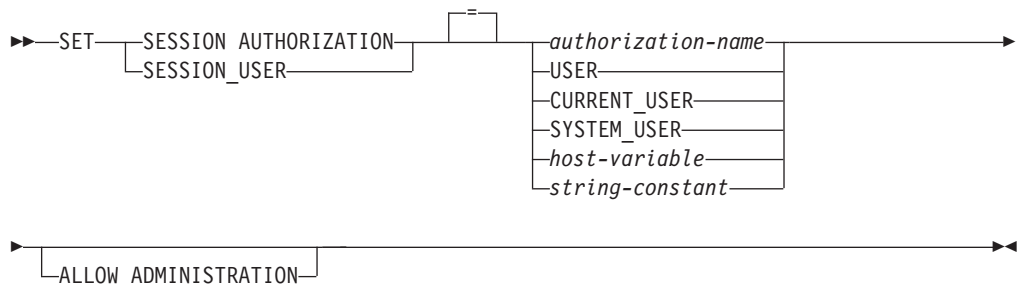 =
SET SESSION AUTHORIZATION authorization-name
SESSION_USER USER
CURRENT_USER
SYSTEM_USER
host-variable
string-constant
ALLOW ADMINISTRATION